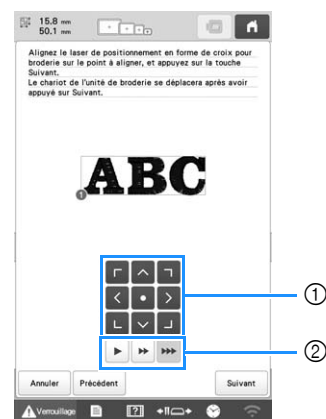 15.8 mm
50.1 mm
Alignez le laser de positionnement en forme de croix pour
broderie sur le point à aligner, et appuyez sur la touche
Suivant.
Le chariot de l'unité de broderie se déplacera après avoir
appuyé sur Suivant.
ABC
1
①
②
Annuler Précédent Suivant
Verrouillage